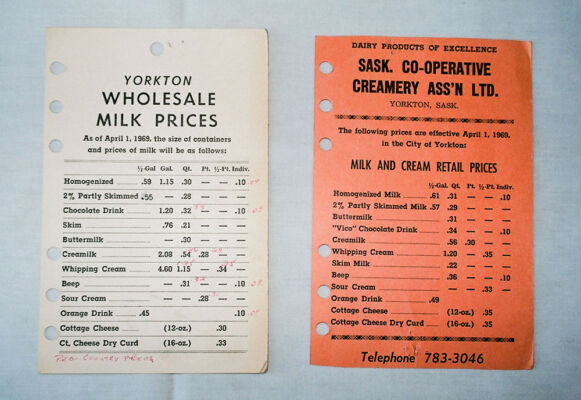 YORKTON
WHOLESALE
MILK PRICES
As of April 1, 1969, the size of containers
and prices of milk will be as follows:
½-Gal. Gal. Qt. Pt. ½-Pt. Indiv.
Homogenized .59 1.15 .30 — — .10
2% Partly Skimmed .55 — .28 — — —
Chocolate Drink 1.20 .32 — — .10
Skim .76 .21 — — —
Buttermilk — .30 — — —
Creamilk 2.08 .54 .28 — —
Whipping Cream 4.60 1.15 — .34 —
Beep — .31 — — .10
Sour Cream — — .28 — —
Orange Drink .45 .10
Cottage Cheese (12-oz.) .30
Ct. Cheese Dry Curd (16-oz.) .33
DAIRY PRODUCTS OF EXCELLENCE
SASK. CO-OPERATIVE
CREAMERY ASS'N LTD.
YORKTON, SASK.
The following prices are effective April 1, 1969,
in the City of Yorkton:
MILK AND CREAM RETAIL PRICES
½-Gal. Qt. Pt. ½-Pt. Indiv.
Homogenized Milk .61 .31 — — .10
2% Partly Skimmed Milk .57 .29 — — —
Buttermilk .31 — — —
"Vico" Chocolate Drink .34 — — .10
Creamilk .56 .30 — —
Whipping Cream 1.20 — .35 —
Skim Milk .22 — — —
Beep .36 — — .10
Sour Cream — — .33 —
Orange Drink .49
Cottage Cheese (12-oz.) .35
Cottage Cheese Dry Curd (16-oz.) .35
Telephone 783-3046